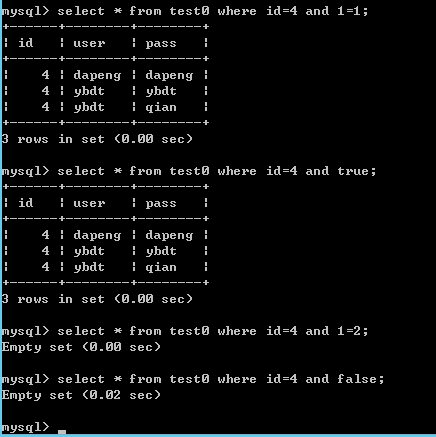 mysql> select * from test0 where id=4 and 1=1;
+------+--------+--------+
| id   | user   | pass   |
+------+--------+--------+
|    4 | dapeng | dapeng |
|    4 | ybdt   | ybdt   |
|    4 | ybdt   | qian   |
+------+--------+--------+
3 rows in set (0.00 sec)
mysql> select * from test0 where id=4 and true;
+------+--------+--------+
| id   | user   | pass   |
+------+--------+--------+
|    4 | dapeng | dapeng |
|    4 | ybdt   | ybdt   |
|    4 | ybdt   | qian   |
+------+--------+--------+
3 rows in set (0.00 sec)
mysql> select * from test0 where id=4 and 1=2;
Empty set (0.00 sec)
mysql> select * from test0 where id=4 and false;
Empty set (0.02 sec)
mysql> _